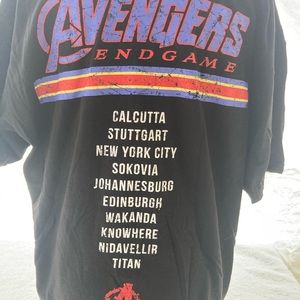 AVENGERS
ENDGAME
CALCUTTA
STUTTGART
NEW YORK CITY
SOKOVIA
JOHANNESBURG
EDINBURGH
WAKANDA
KNOWHERE
NIDAVELLIR
TITAN